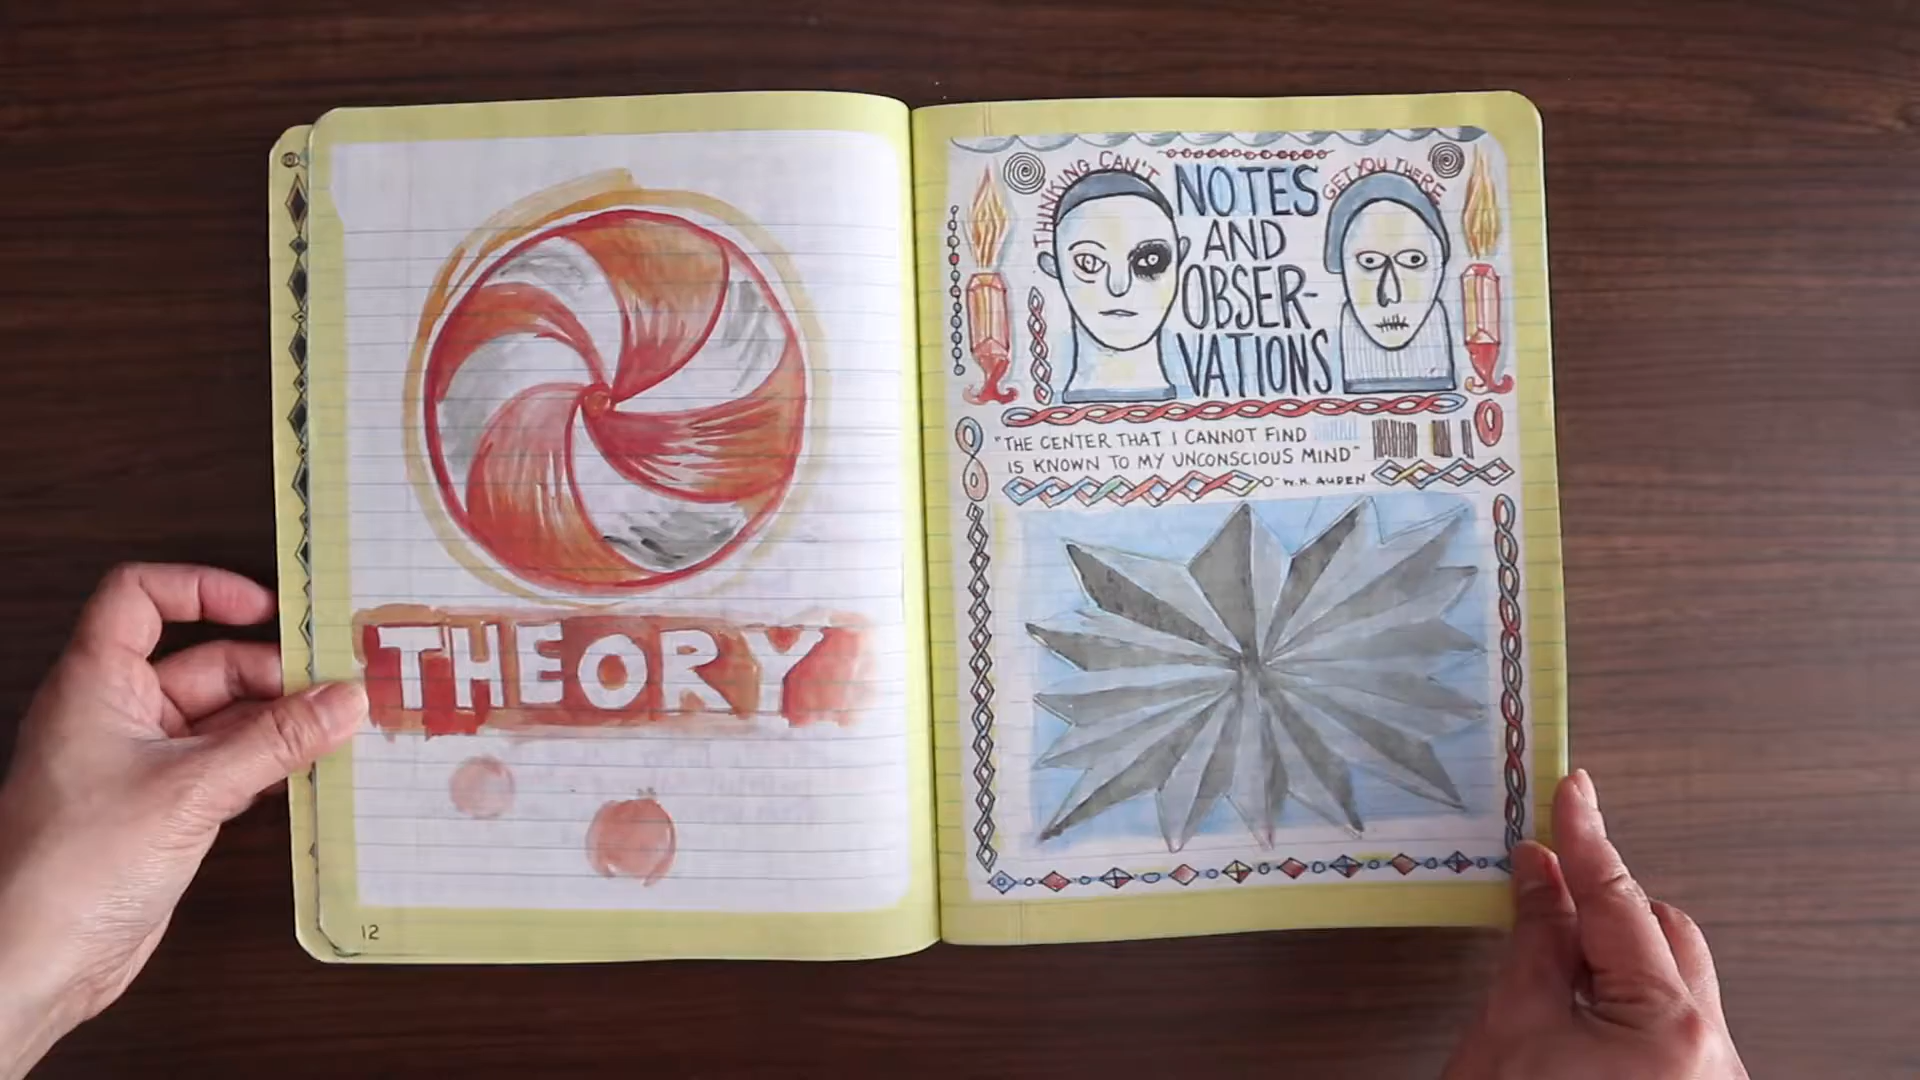 THEORY
12
THINKING CAN'T
GET YOU THERE
NOTES
AND
OBSER-
VATIONS
"THE CENTER THAT I CANNOT FIND
IS KNOWN TO MY UNCONSCIOUS MIND"
W.H. AUDEN